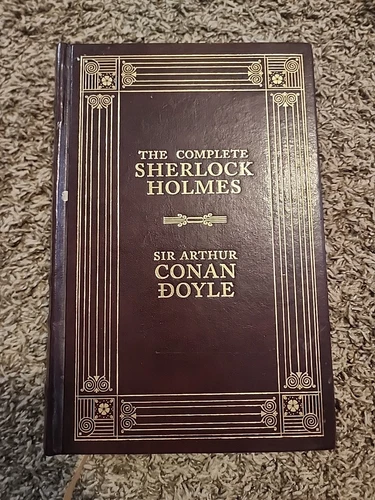 THE COMPLETE
SHERLOCK
HOLMES
SIR ARTHUR
CONAN
DOYLE